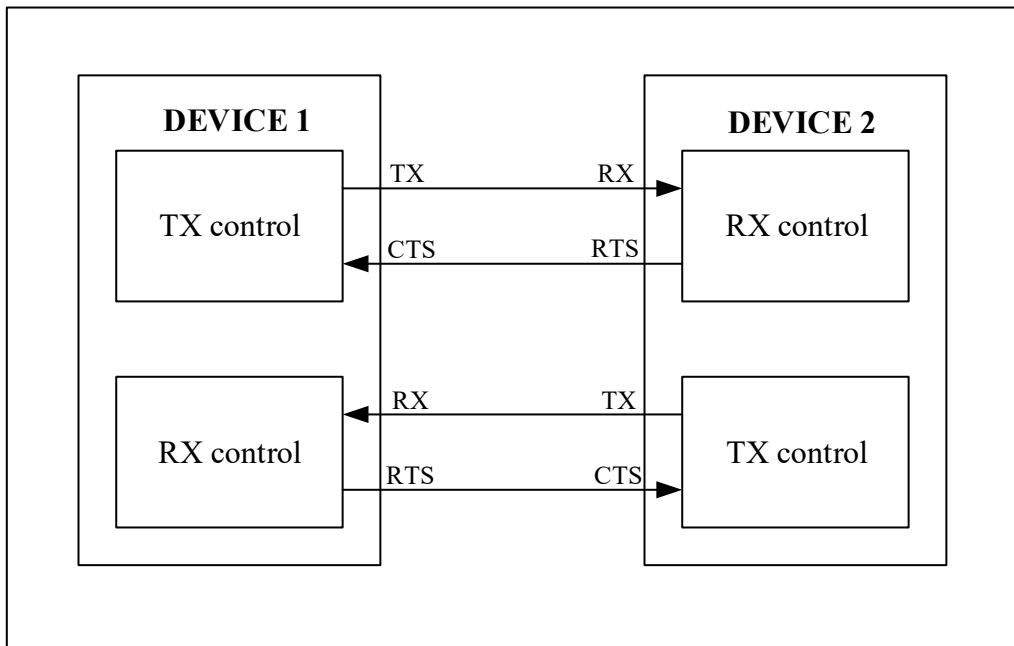 DEVICE 1
DEVICE 2
TX
RX
TX control
RX control
CTS
RTS
RX
TX
RX control
TX control
RTS
CTS